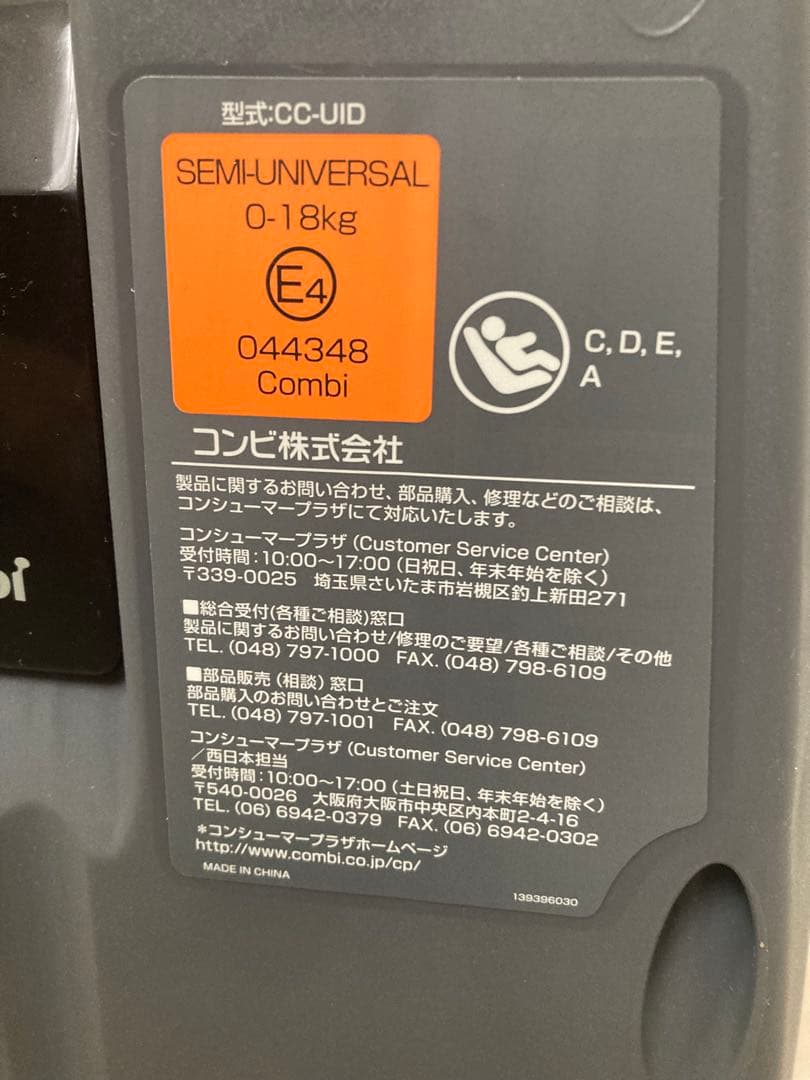 型式:CC-UID
SEMI-UNIVERSAL
0-18kg
E4
044348
Combi
C, D, E,
A
コンビ株式会社
製品に関するお問い合わせ、部品購入、修理などのご相談は、
コンシューマープラザにて対応いたします。
コンシューマープラザ (Customer Service Center)
受付時間:10:00〜17:00 (日祝日、年末年始を除く)
〒339-0025 埼玉県さいたま市岩槻区釣上新田271
■総合受付(各種ご相談)窓口
製品に関するお問い合わせ/修理のご要望/各種ご相談/その他
TEL. (048) 797-1000 FAX. (048) 798-6109
■部品販売 (相談) 窓口
部品購入のお問い合わせとご注文
TEL. (048) 797-1001 FAX. (048) 798-6109
コンシューマープラザ (Customer Service Center)
/西日本担当
受付時間:10:00〜17:00 (土日祝日、年末年始を除く)
〒540-0026 大阪府大阪市中央区内本町2-4-16
TEL. (06) 6942-0379 FAX. (06) 6942-0302
*コンシューマープラザホームページ
http://www.combi.co.jp/cp/
MADE IN CHINA
139396030